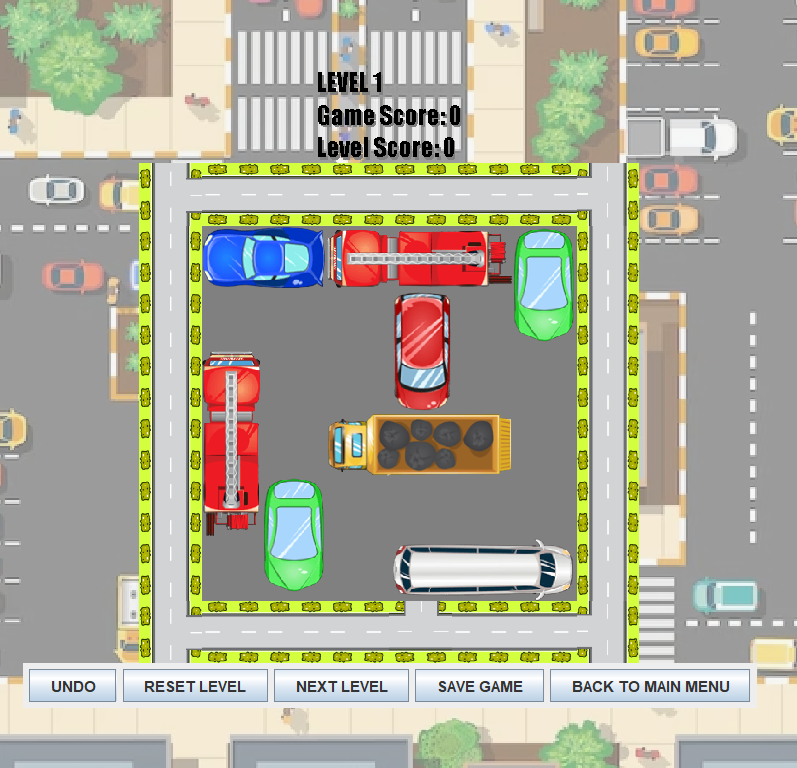 LEVEL 1
Game Score: 0
Level Score: 0
UNDO
RESET LEVEL
NEXT LEVEL
SAVE GAME
BACK TO MAIN MENU